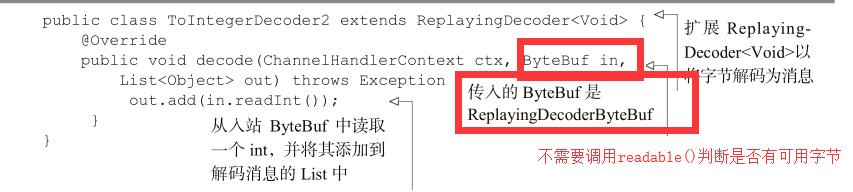 public class ToIntegerDecoder2 extends ReplayingDecoder<Void> {
@Override
public void decode(ChannelHandlerContext ctx, ByteBuf in,
List<Object> out) throws Exception
out.add(in.readInt());
}
}
扩展 Replaying-
Decoder<Void>以
将字节解码为消息
传入的 ByteBuf 是
ReplayingDecoderByteBuf
从入站 ByteBuf 中读取
一个 int，并将其添加到
解码消息的 List 中
不需要调用readable()判断是否有可用字节